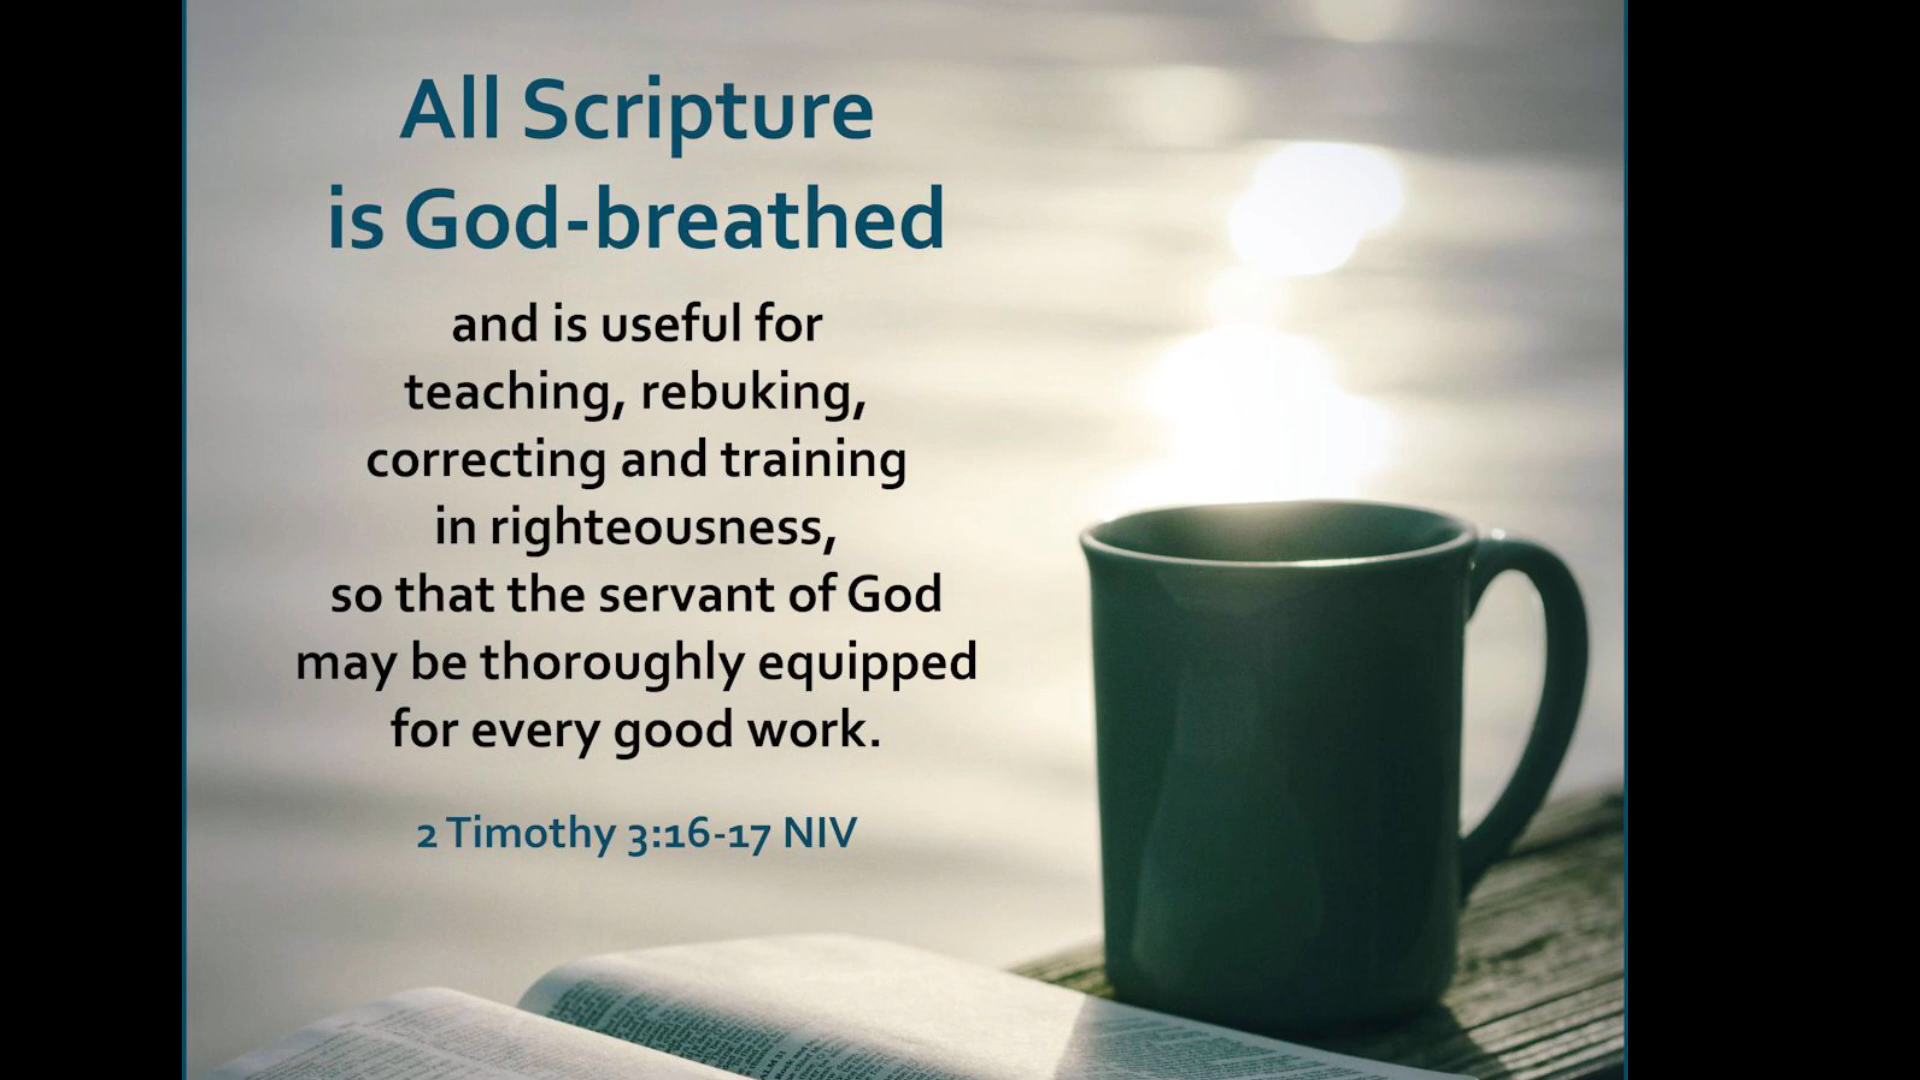 All Scripture
is God-breathed
and is useful for
teaching, rebuking,
correcting and training
in righteousness,
so that the servant of God
may be thoroughly equipped
for every good work.
2 Timothy 3:16-17 NIV